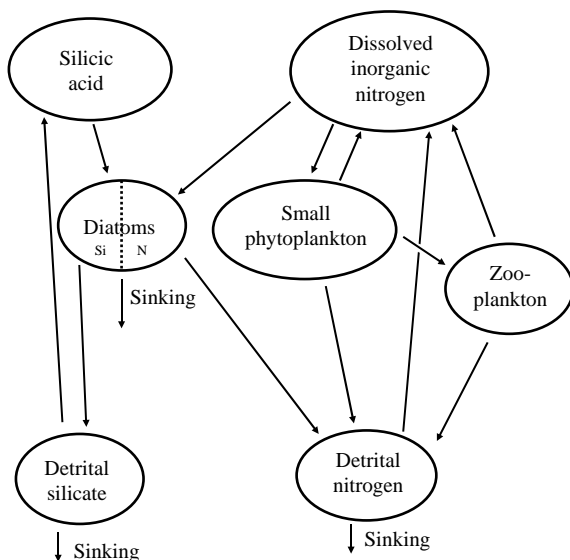 Silicic
acid
Dissolved
inorganic
nitrogen
Diatoms
Si N
Small
phytoplankton
Zoo-
plankton
Sinking
Detrital
silicate
Detrital
nitrogen
Sinking
Sinking